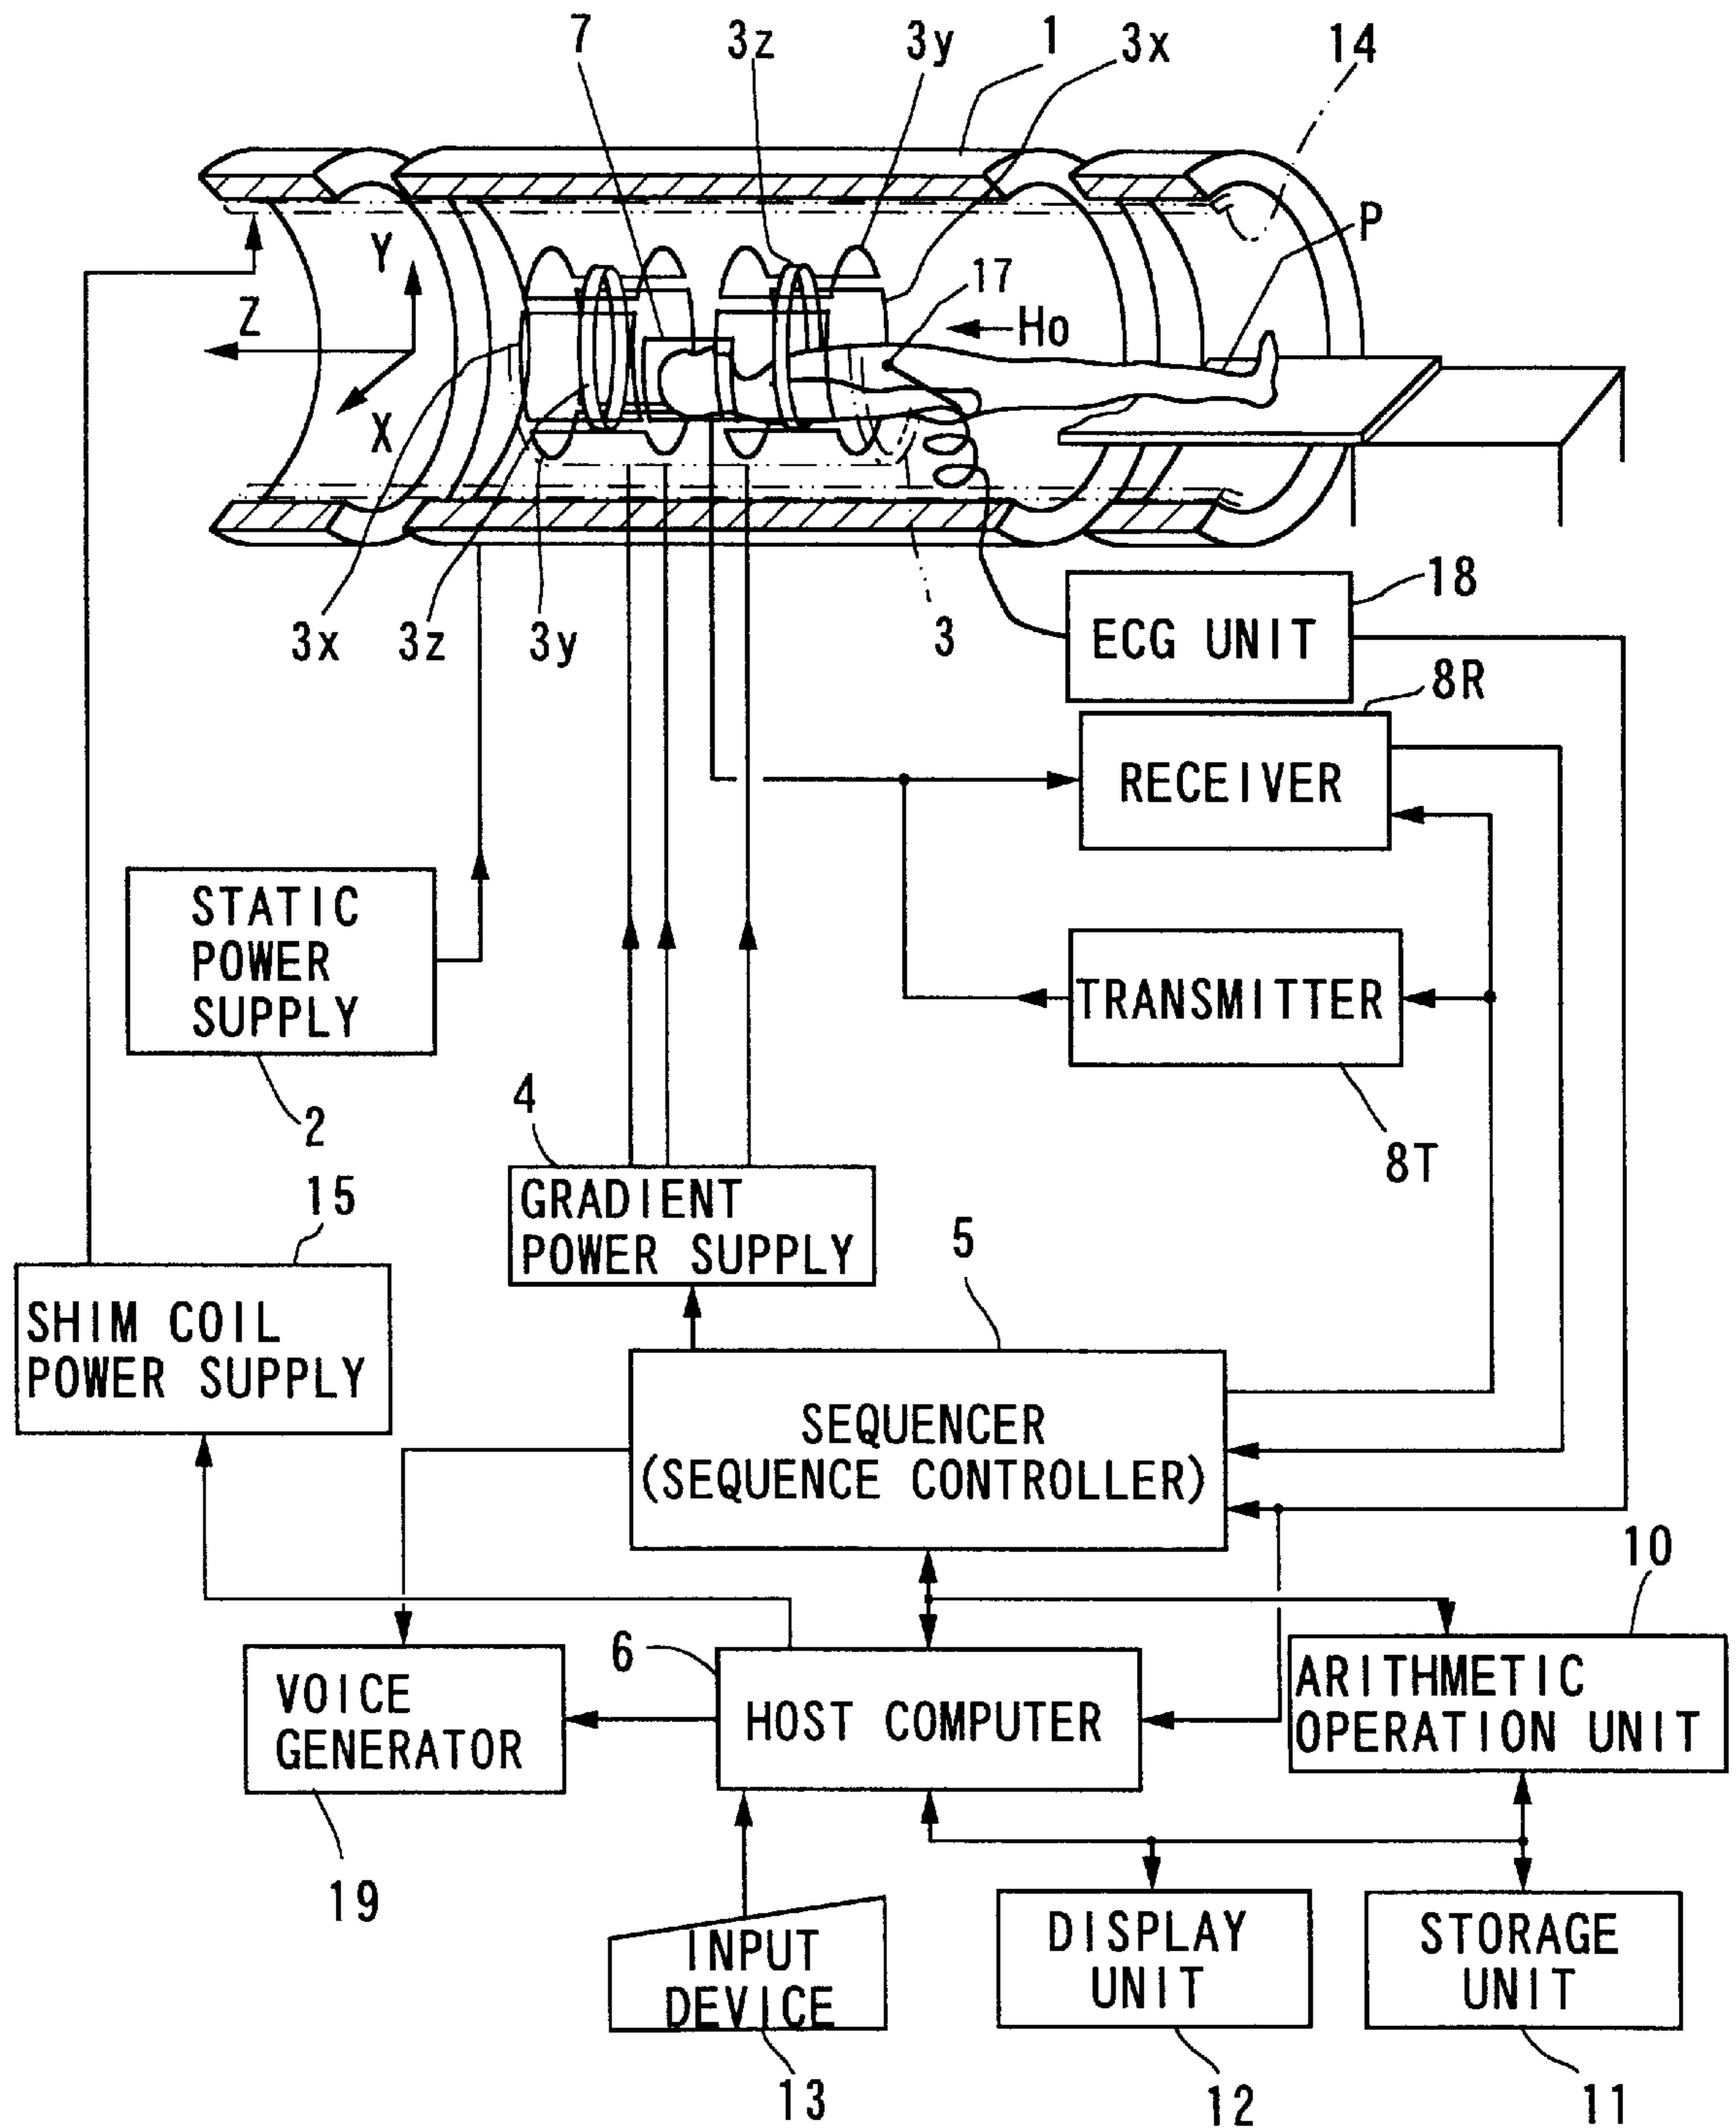 7
3z
3y
1
3x
14
P
Y
Z
X
17
Ho
3x
3z
3y
3
18
ECG UNIT
8R
RECEIVER
STATIC
POWER
SUPPLY
2
TRANSMITTER
8T
4
GRADIENT
POWER SUPPLY
15
SHIM COIL
POWER SUPPLY
5
SEQUENCER
(SEQUENCE CONTROLLER)
10
6
VOICE
GENERATOR
HOST COMPUTER
ARITHMETIC
OPERATION UNIT
19
INPUT
DEVICE
DISPLAY
UNIT
STORAGE
UNIT
13
12
11